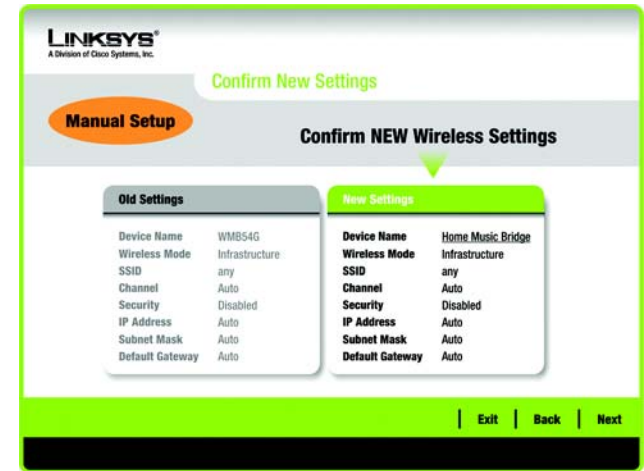 LINKSYS®
A Division of Cisco Systems, Inc.
Confirm New Settings
Manual Setup
Confirm NEW Wireless Settings
Old Settings
Device Name WMB54G
Wireless Mode Infrastructure
SSID any
Channel Auto
Security Disabled
IP Address Auto
Subnet Mask Auto
Default Gateway Auto
New Settings
Device Name Home Music Bridge
Wireless Mode Infrastructure
SSID any
Channel Auto
Security Disabled
IP Address Auto
Subnet Mask Auto
Default Gateway Auto
Exit Back Next